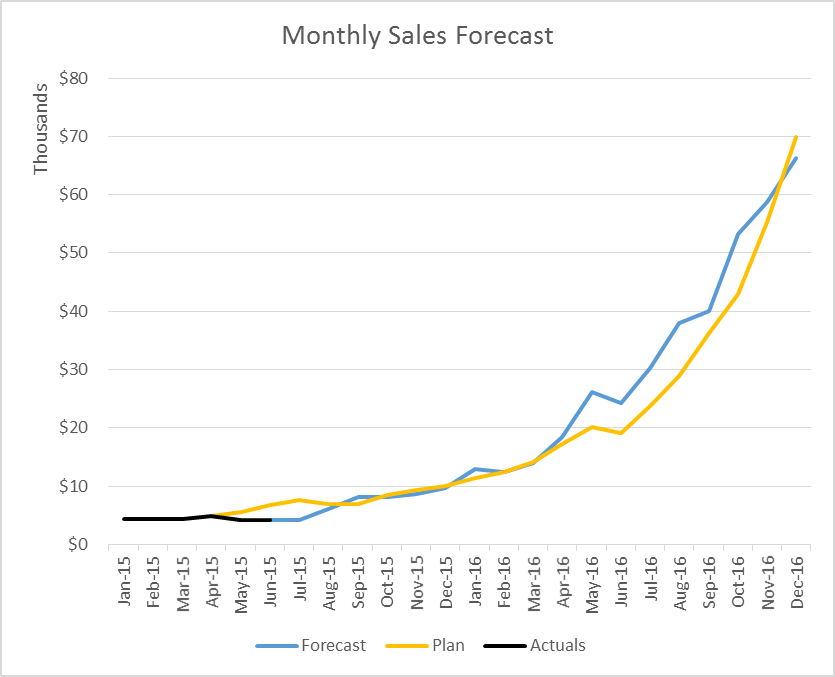 Monthly Sales Forecast
Thousands
$80
$70
$60
$50
$40
$30
$20
$10
$0
Jan-15
Feb-15
Mar-15
Apr-15
May-15
Jun-15
Jul-15
Aug-15
Sep-15
Oct-15
Nov-15
Dec-15
Jan-16
Feb-16
Mar-16
Apr-16
May-16
Jun-16
Jul-16
Aug-16
Sep-16
Oct-16
Nov-16
Dec-16
Forecast Plan Actuals